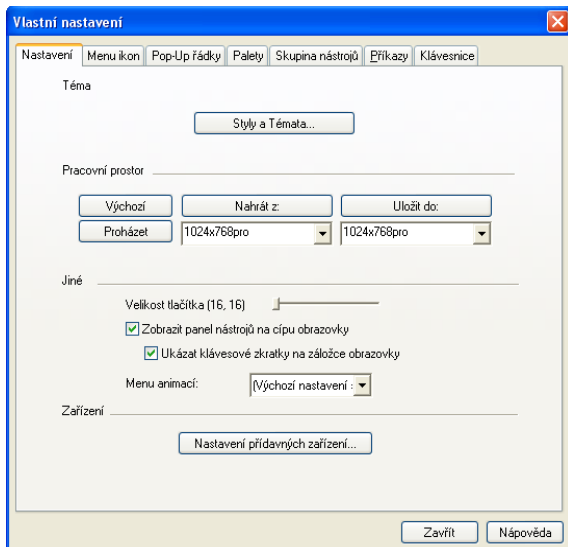 Vlastní nastavení
Nastavení Menu ikon Pop-Up řádky Palety Skupina nástrojů Příkazy Klávesnice
Téma
Styly a Témata...
Pracovní prostor
Výchozí Nahrát z: Uložit do:
Proházet 1024x768pro 1024x768pro
Jiné
Velikost tlačítka (16, 16)
Zobrazit panel nástrojů na cípu obrazovky
Ukázat klávesové zkratky na záložce obrazovky
Menu animací: (Výchozí nastavení :
Zařízení
Nastavení přídavných zařízení...
Zavřít Nápověda